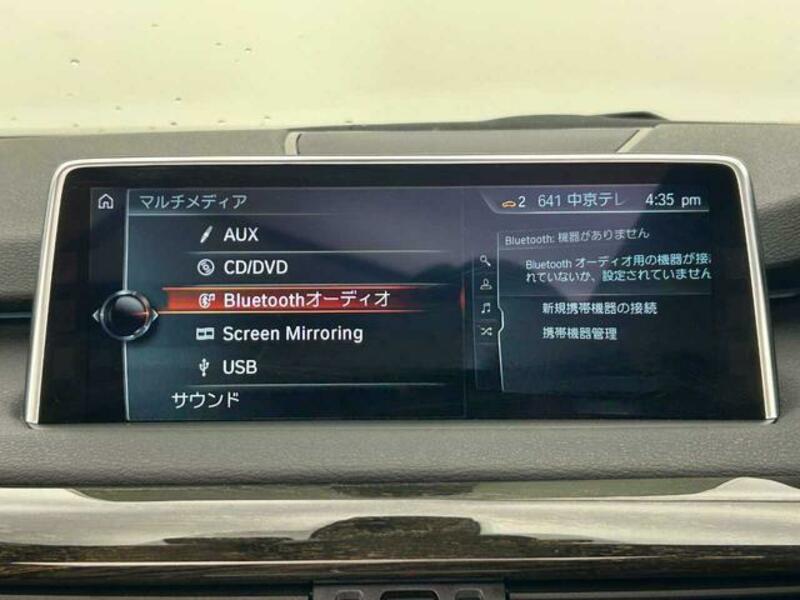 マルチメディア
2 641 中京テレ 4:35 pm
AUX
CD/DVD
Bluetoothオーディオ
Screen Mirroring
USB
サウンド
Bluetooth: 機器がありません
Bluetooth オーディオ用の機器が接
れていないか、設定されていません
新規携帯機器の接続
携帯機器管理